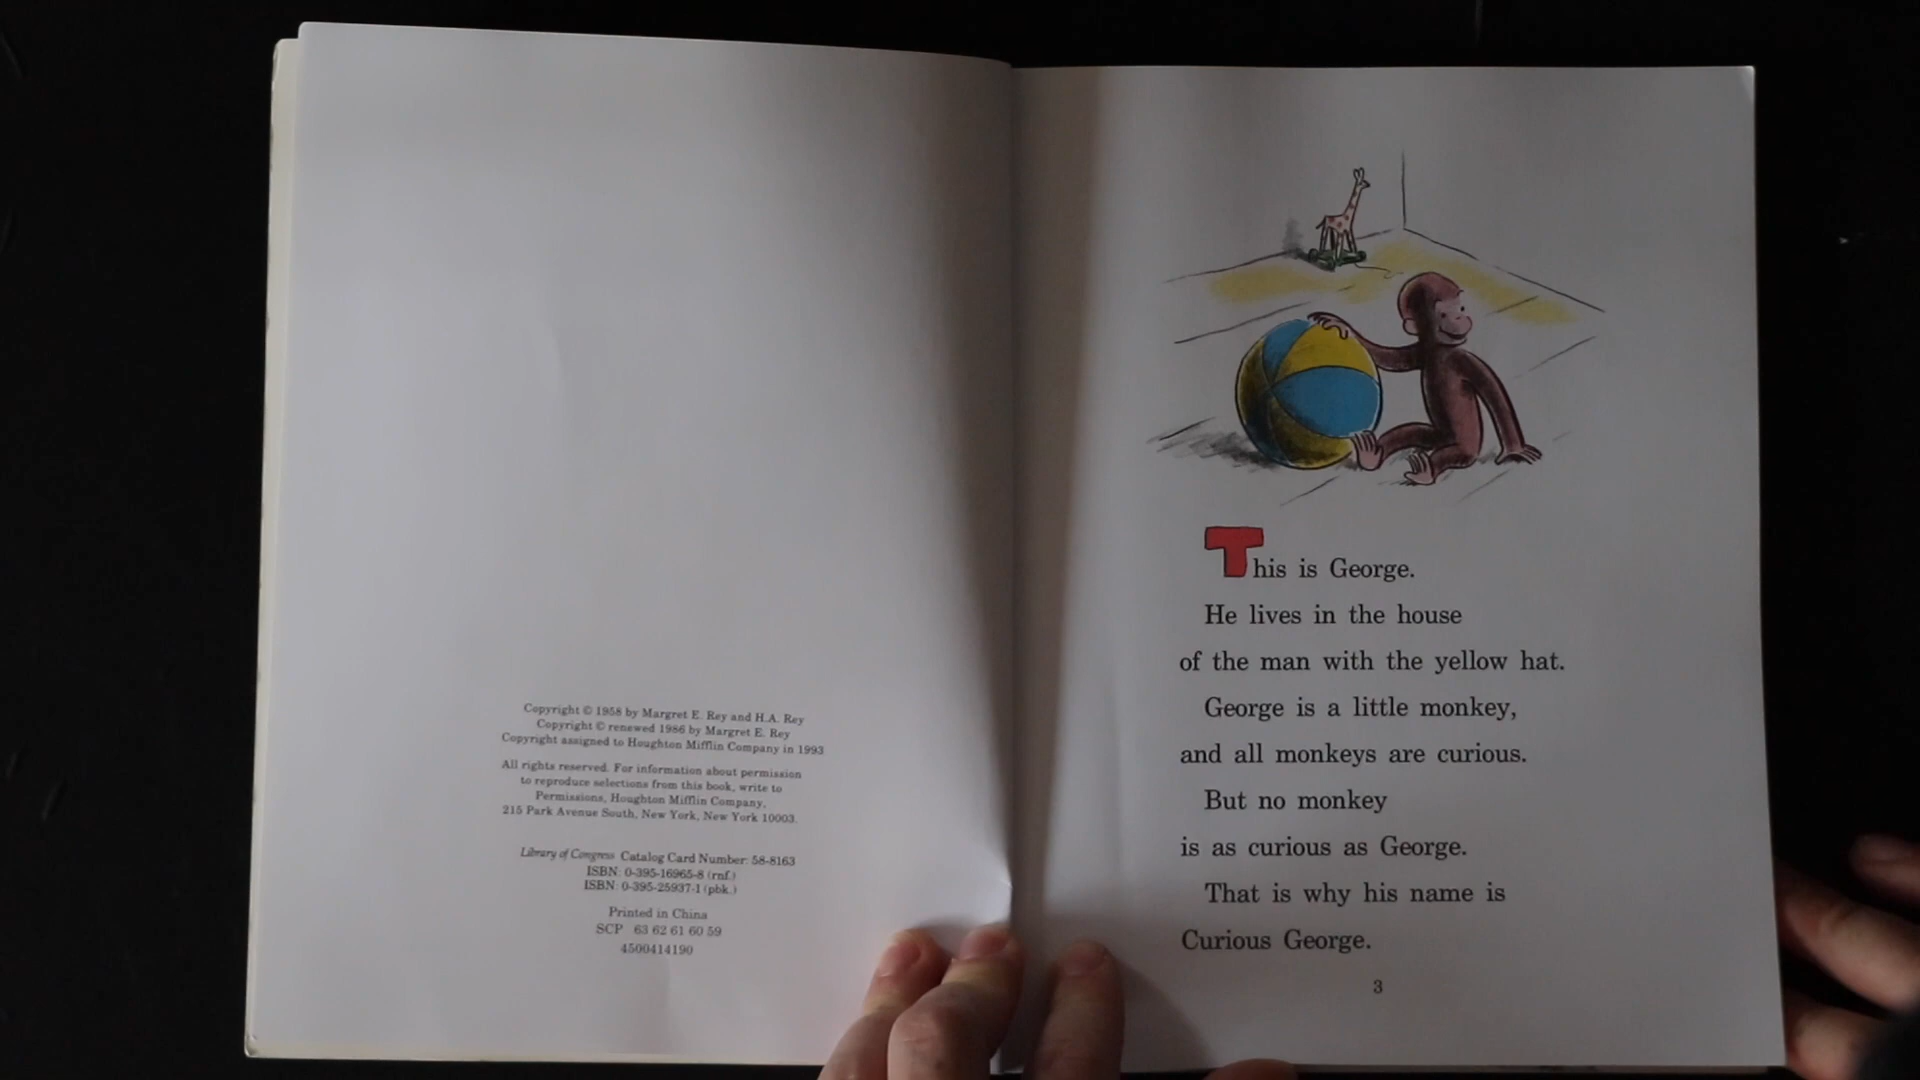 Copyright © 1958 by Margret E. Rey and H.A. Rey
Copyright © renewed 1986 by Margret E. Rey
Copyright assigned to Houghton Mifflin Company in 1993
All rights reserved. For information about permission
to reproduce selections from this book, write to
Permissions, Houghton Mifflin Company,
215 Park Avenue South, New York, New York 10003.
Library of Congress Catalog Card Number: 58-8163
ISBN: 0-395-16965-8 (rnf.)
ISBN: 0-395-25937-1 (pbk.)
Printed in China
SCP 63 62 61 60 59
4500414190
This is George.
He lives in the house
of the man with the yellow hat.
George is a little monkey,
and all monkeys are curious.
But no monkey
is as curious as George.
That is why his name is
Curious George.
3